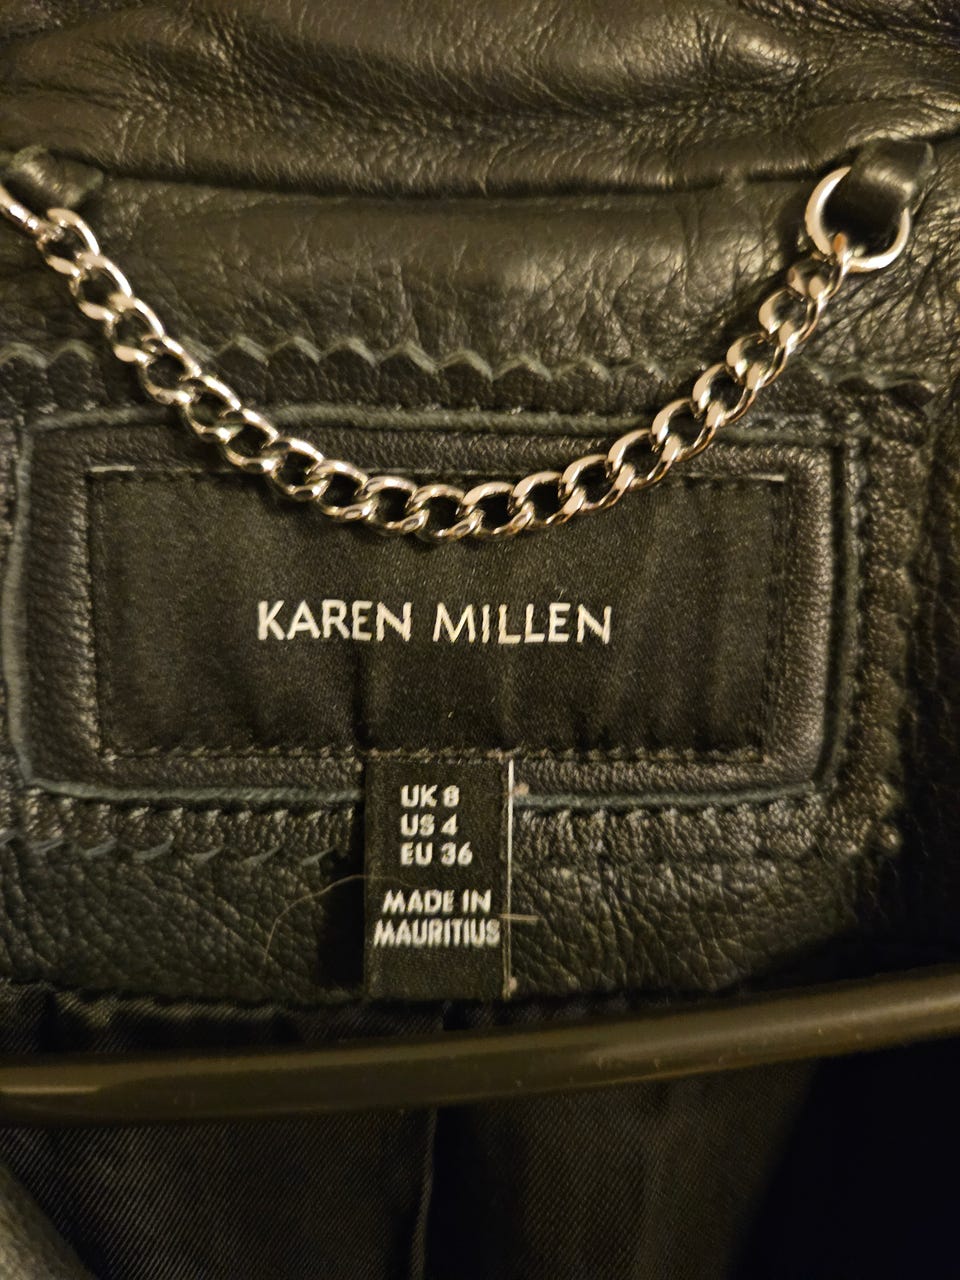 KAREN MILLEN
UK 8
US 4
EU 36
MADE IN
MAURITIUS